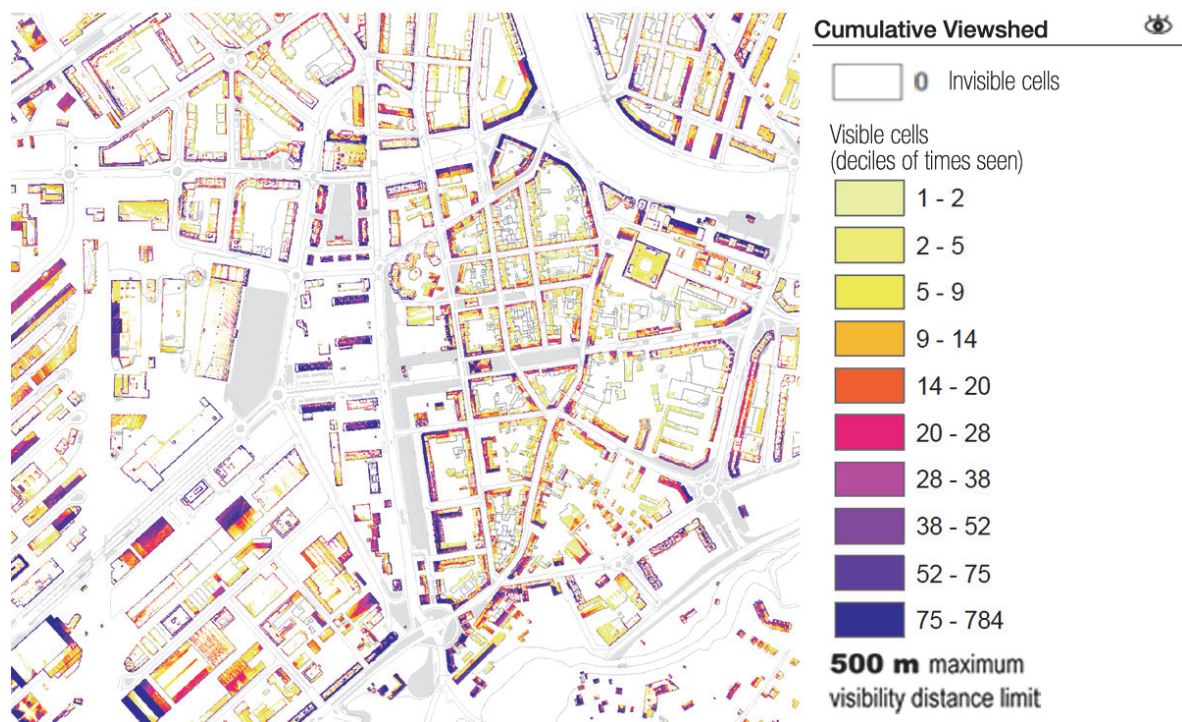 Cumulative Viewshed
0 Invisible cells
Visible cells
(deciles of times seen)
1 - 2
2 - 5
5 - 9
9 - 14
14 - 20
20 - 28
28 - 38
38 - 52
52 - 75
75 - 784
500 m maximum
visibility distance limit